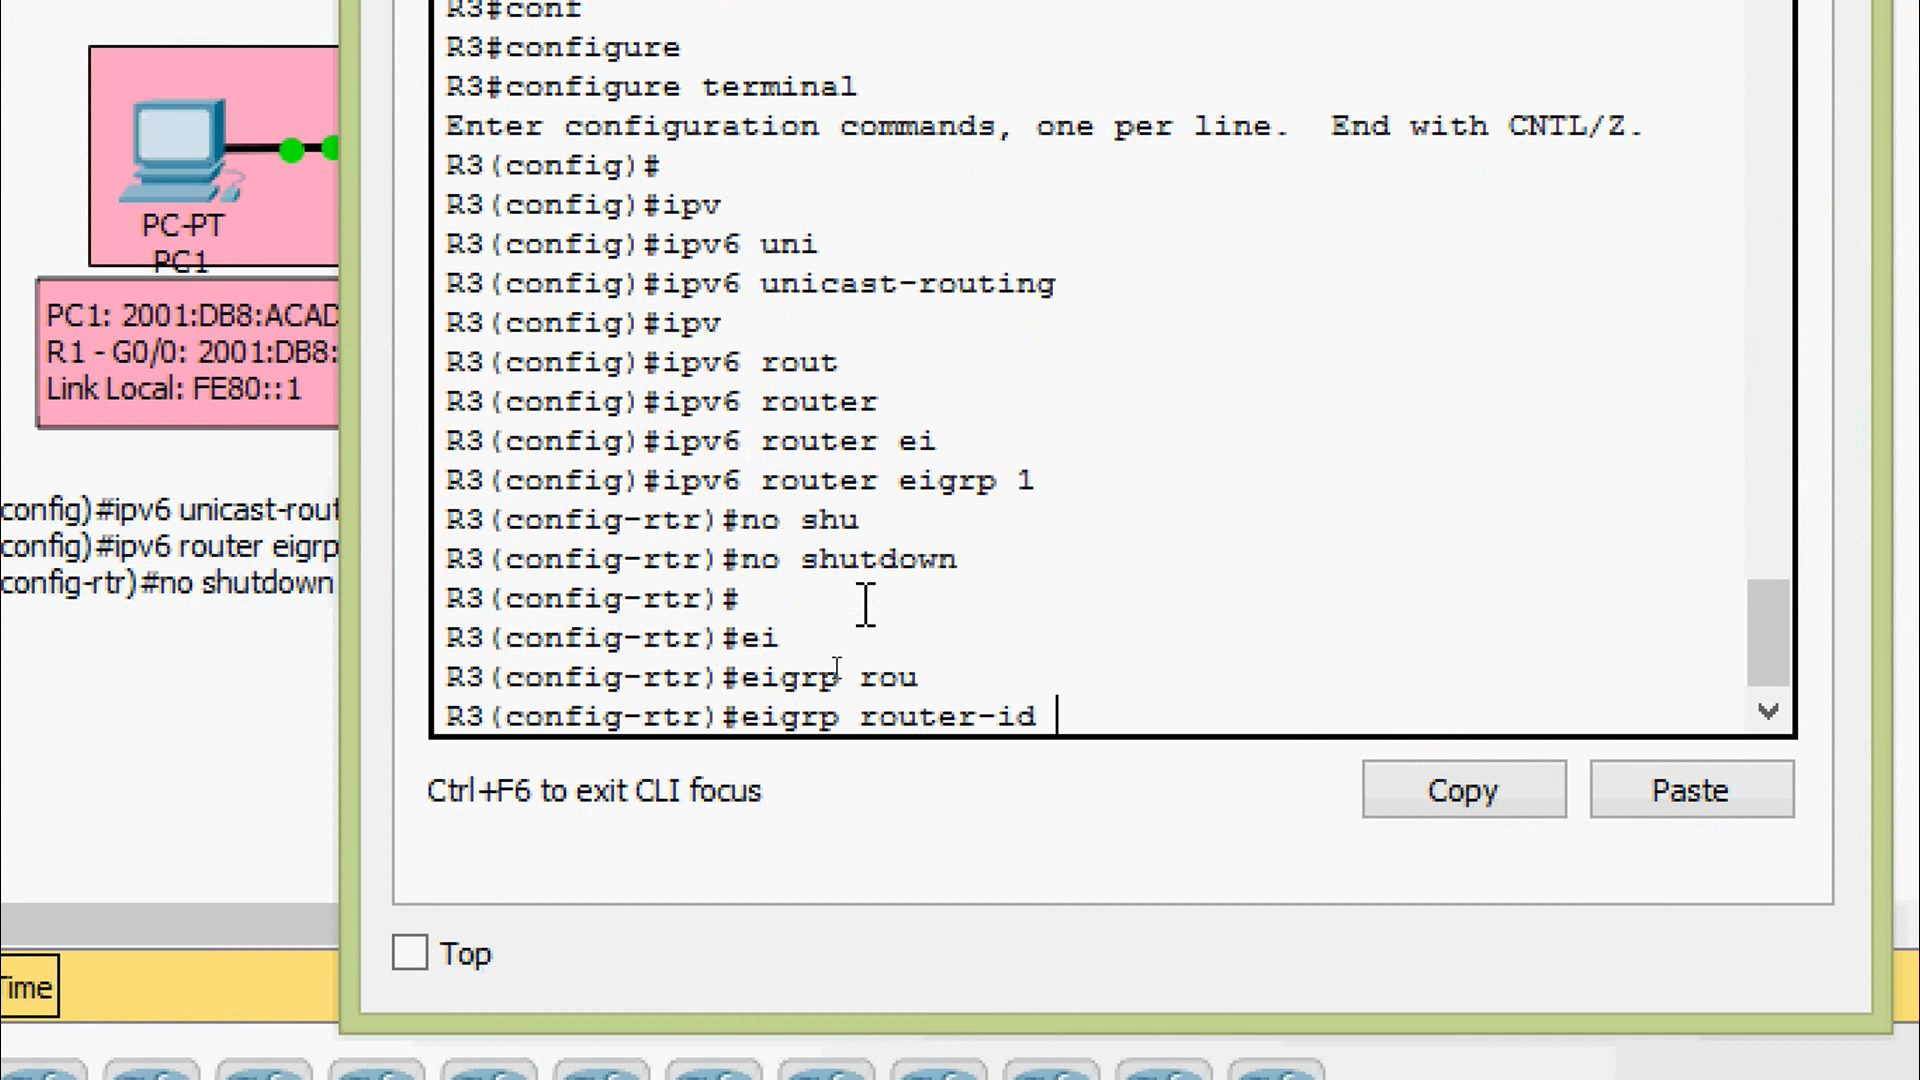 R3#conf
R3#configure
R3#configure terminal
Enter configuration commands, one per line.  End with CNTL/Z.
R3(config)#
R3(config)#ipv
R3(config)#ipv6 uni
R3(config)#ipv6 unicast-routing
R3(config)#ipv
R3(config)#ipv6 rout
R3(config)#ipv6 router
R3(config)#ipv6 router ei
R3(config)#ipv6 router eigrp 1
R3(config-rtr)#no shu
R3(config-rtr)#no shutdown
R3(config-rtr)#
R3(config-rtr)#ei
R3(config-rtr)#eigrp rou
R3(config-rtr)#eigrp router-id
PC-PT
PC1
PC1: 2001:DB8:ACAD
R1 - G0/0: 2001:DB8:
Link Local: FE80::1
config)#ipv6 unicast-rout
config)#ipv6 router eigrp
config-rtr)#no shutdown
Ctrl+F6 to exit CLI focus
Copy
Paste
Top
Time